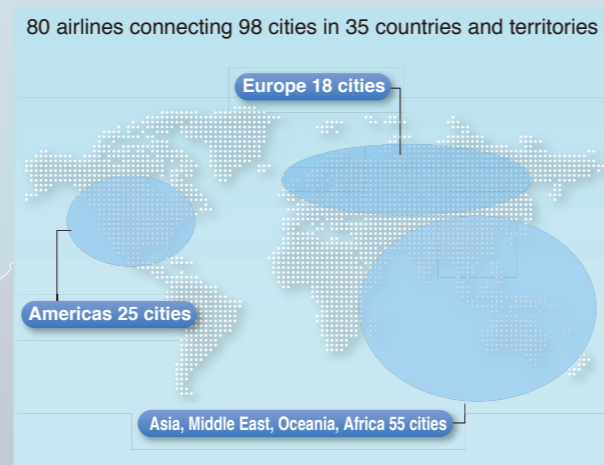 80 airlines connecting 98 cities in 35 countries and territories
Europe 18 cities
Americas 25 cities
Asia, Middle East, Oceania, Africa 55 cities